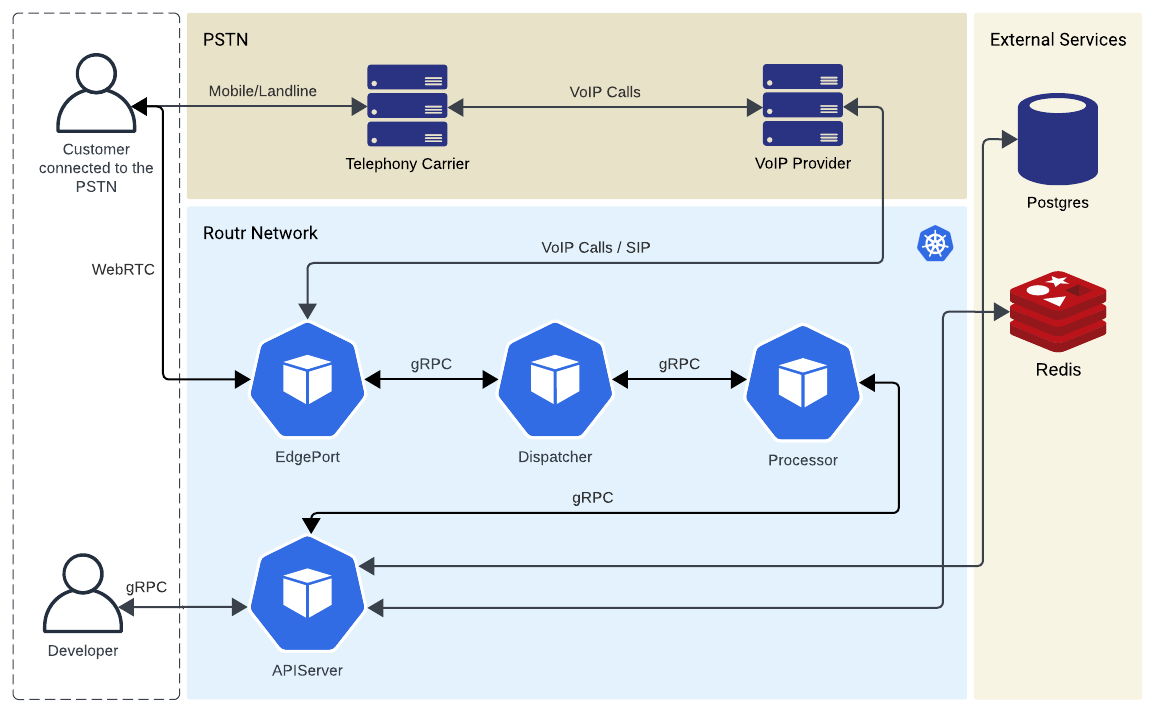 PSTN
External Services
Mobile/Landline
VoIP Calls
Customer
connected to the
PSTN
Telephony Carrier
VoIP Provider
Postgres
Routr Network
VoIP Calls / SIP
WebRTC
gRPC
gRPC
Redis
EdgePort
Dispatcher
Processor
gRPC
gRPC
Developer
APIServer